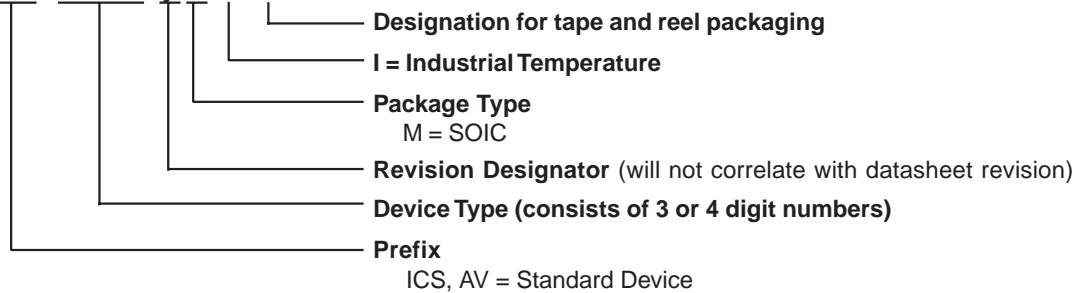 Designation for tape and reel packaging
I = Industrial Temperature
Package Type
M = SOIC
Revision Designator (will not correlate with datasheet revision)
Device Type (consists of 3 or 4 digit numbers)
Prefix
ICS, AV = Standard Device